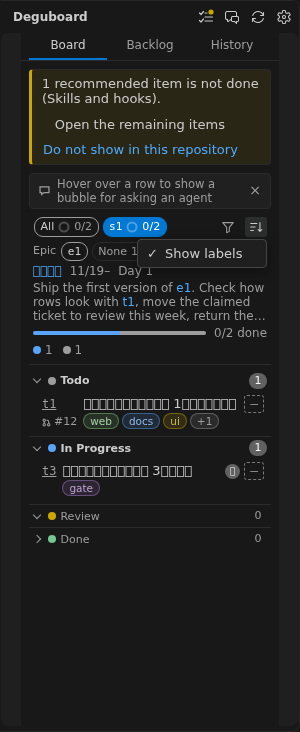 Deguboard
Board Backlog History
1 recommended item is not done
(Skills and hooks).
Open the remaining items
Do not show in this repository
Hover over a row to show a
bubble for asking an agent
All 0/2 s1 0/2
Epic e1 None 1
✓ Show labels
11/19– Day 1
Ship the first version of e1. Check how
rows look with t1, move the claimed
ticket to review this week, return the…
0/2 done
1 1
Todo 1
t1 1
#12 web docs ui +1
In Progress 1
t3 3
gate
Review 0
Done 0